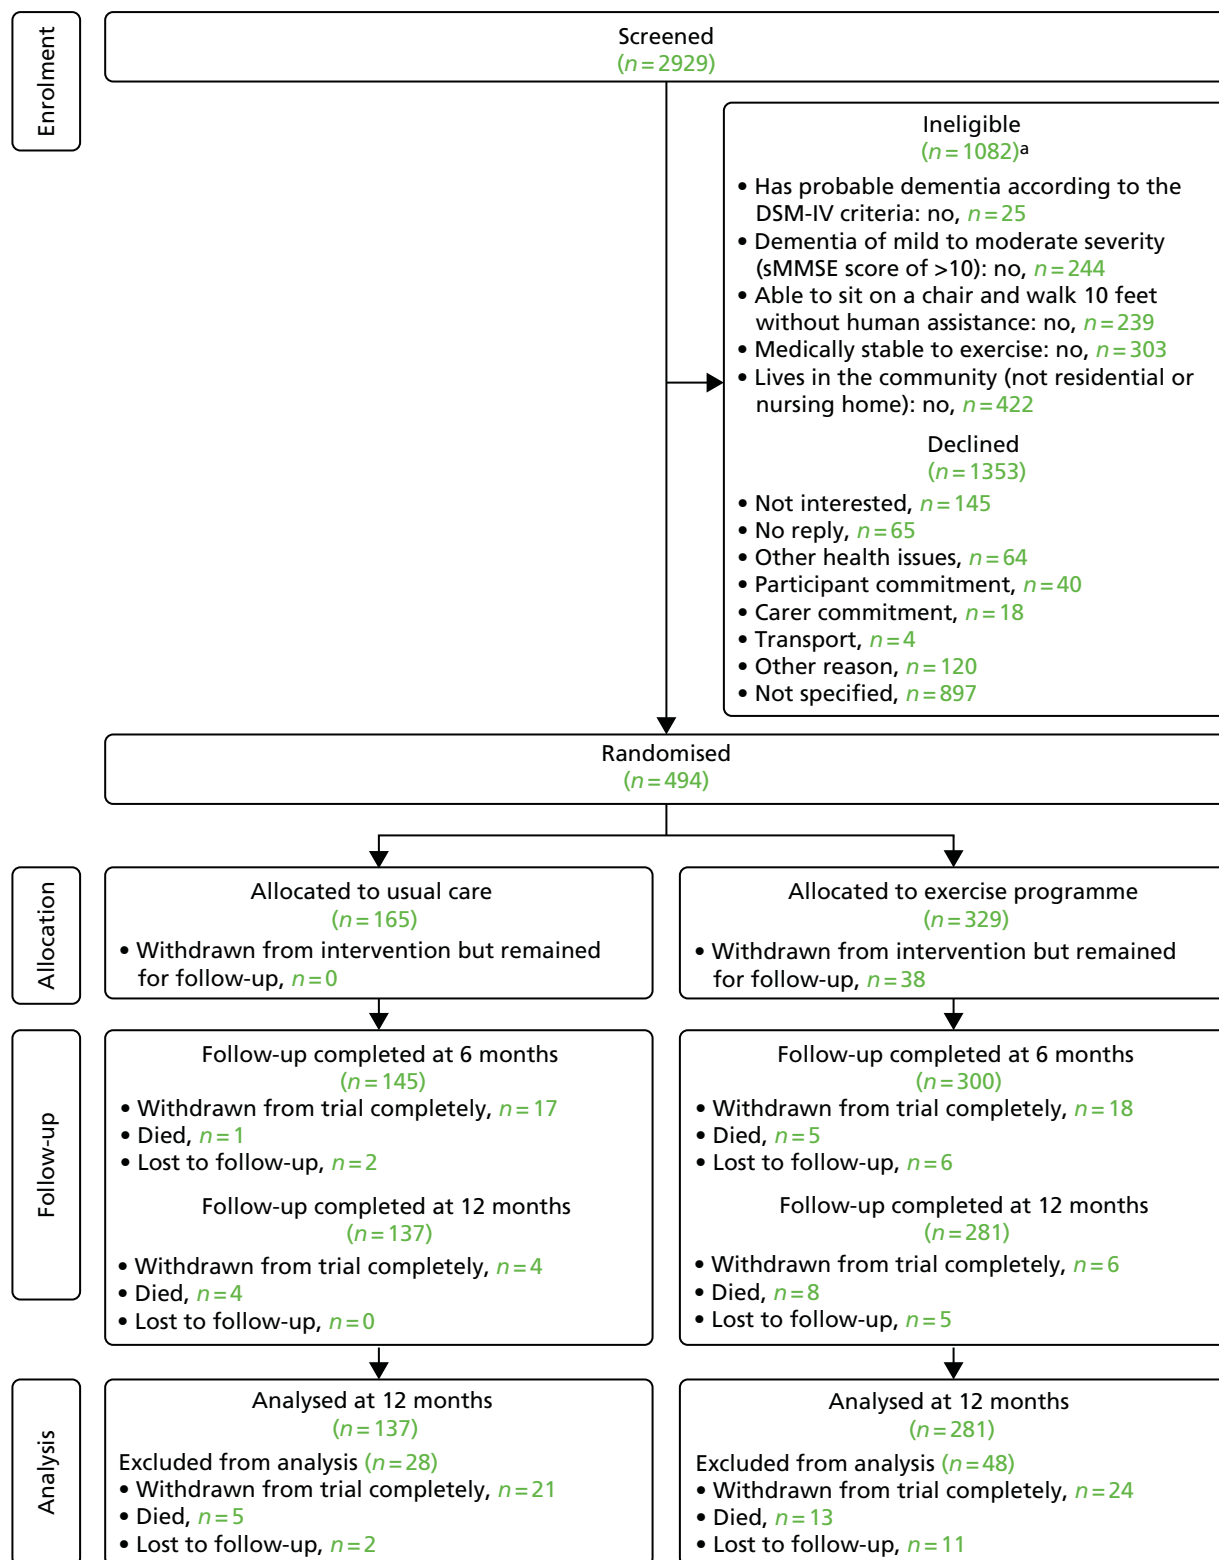 Enrolment
Screened
(n = 2929)
Ineligible
(n = 1082)a
• Has probable dementia according to the
DSM-IV criteria: no, n = 25
• Dementia of mild to moderate severity
(sMMSE score of >10): no, n = 244
• Able to sit on a chair and walk 10 feet
without human assistance: no, n = 239
• Medically stable to exercise: no, n = 303
• Lives in the community (not residential or
nursing home): no, n = 422
Declined
(n = 1353)
• Not interested, n = 145
• No reply, n = 65
• Other health issues, n = 64
• Participant commitment, n = 40
• Carer commitment, n = 18
• Transport, n = 4
• Other reason, n = 120
• Not specified, n = 897
Randomised
(n = 494)
Allocation
Allocated to usual care
(n = 165)
• Withdrawn from intervention but remained
for follow-up, n = 0
Allocated to exercise programme
(n = 329)
• Withdrawn from intervention but remained
for follow-up, n = 38
Follow-up
Follow-up completed at 6 months
(n = 145)
• Withdrawn from trial completely, n = 17
• Died, n = 1
• Lost to follow-up, n = 2
Follow-up completed at 12 months
(n = 137)
• Withdrawn from trial completely, n = 4
• Died, n = 4
• Lost to follow-up, n = 0
Follow-up completed at 6 months
(n = 300)
• Withdrawn from trial completely, n = 18
• Died, n = 5
• Lost to follow-up, n = 6
Follow-up completed at 12 months
(n = 281)
• Withdrawn from trial completely, n = 6
• Died, n = 8
• Lost to follow-up, n = 5
Analysis
Analysed at 12 months
(n = 137)
Excluded from analysis (n = 28)
• Withdrawn from trial completely, n = 21
• Died, n = 5
• Lost to follow-up, n = 2
Analysed at 12 months
(n = 281)
Excluded from analysis (n = 48)
• Withdrawn from trial completely, n = 24
• Died, n = 13
• Lost to follow-up, n = 11